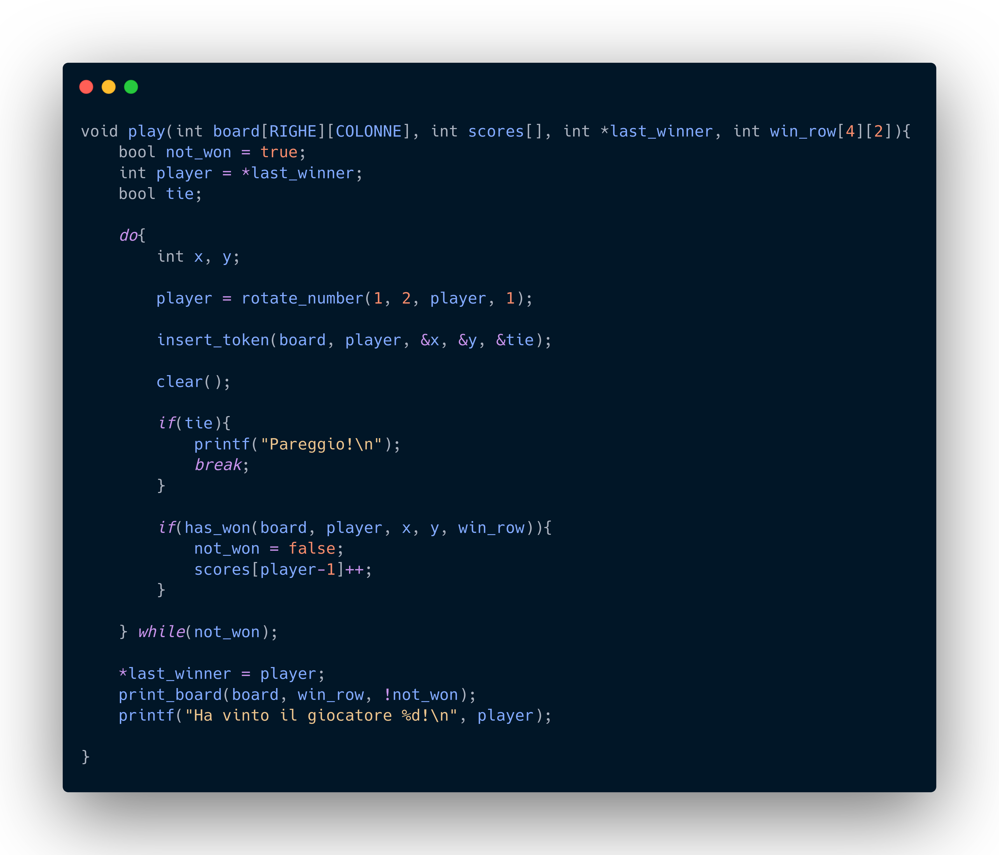 void play(int board[RIGHE][COLONNE], int scores[], int *last_winner, int win_row[4][2]){
    bool not_won = true;
    int player = *last_winner;
    bool tie;

    do{
        int x, y;

        player = rotate_number(1, 2, player, 1);

        insert_token(board, player, &x, &y, &tie);

        clear();

        if(tie){
            printf("Pareggio!\n");
            break;
        }

        if(has_won(board, player, x, y, win_row)){
            not_won = false;
            scores[player-1]++;
        }

    } while(not_won);

    *last_winner = player;
    print_board(board, win_row, !not_won);
    printf("Ha vinto il giocatore %d!\n", player);

}